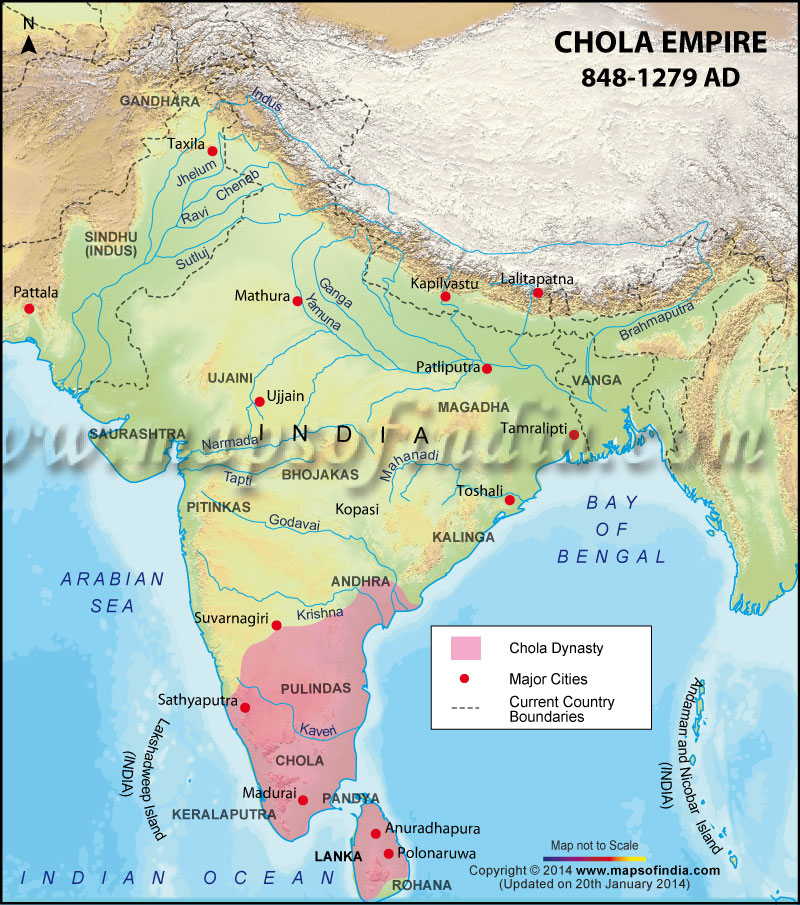 CHOLA EMPIRE
848-1279 AD
N
GANDHARA
Indus
Taxila
Jhelum
Cheneb
Ravi
SINDHU
(INDUS)
Sutluj
Pattala
Mathura
Ganga
Yamuna
Kapilvastu
Lalitapatna
Brahmaputra
Patliputra
VANGA
UJAINI
Ujjain
MAGADHA
SAURASHTRA
Narmada
INDIA
Tamralipti
www.mapsofindia.com
Tapti
BHOJAKAS
Mahanadi
PITINKAS
Kopasi
Toshali
Godavai
KALINGA
BAY
OF
BENGAL
ARABIAN
SEA
ANDHRA
Suvarnagiri
Krishna
Chola Dynasty
Major Cities
Current Country
Boundaries
PULINDAS
Sathyaputra
Kaveri
Lakshadweep Island
(INDIA)
CHOLA
Andaman and Nicobar Island
(INDIA)
Madurai
PANDYA
KERALAPUTRA
Anuradhapura
LANKA
Polonaruwa
ROHANA
INDIAN OCEAN
Map not to Scale
Copyright © 2014 www.mapsofindia.com
(Updated on 20th January 2014)